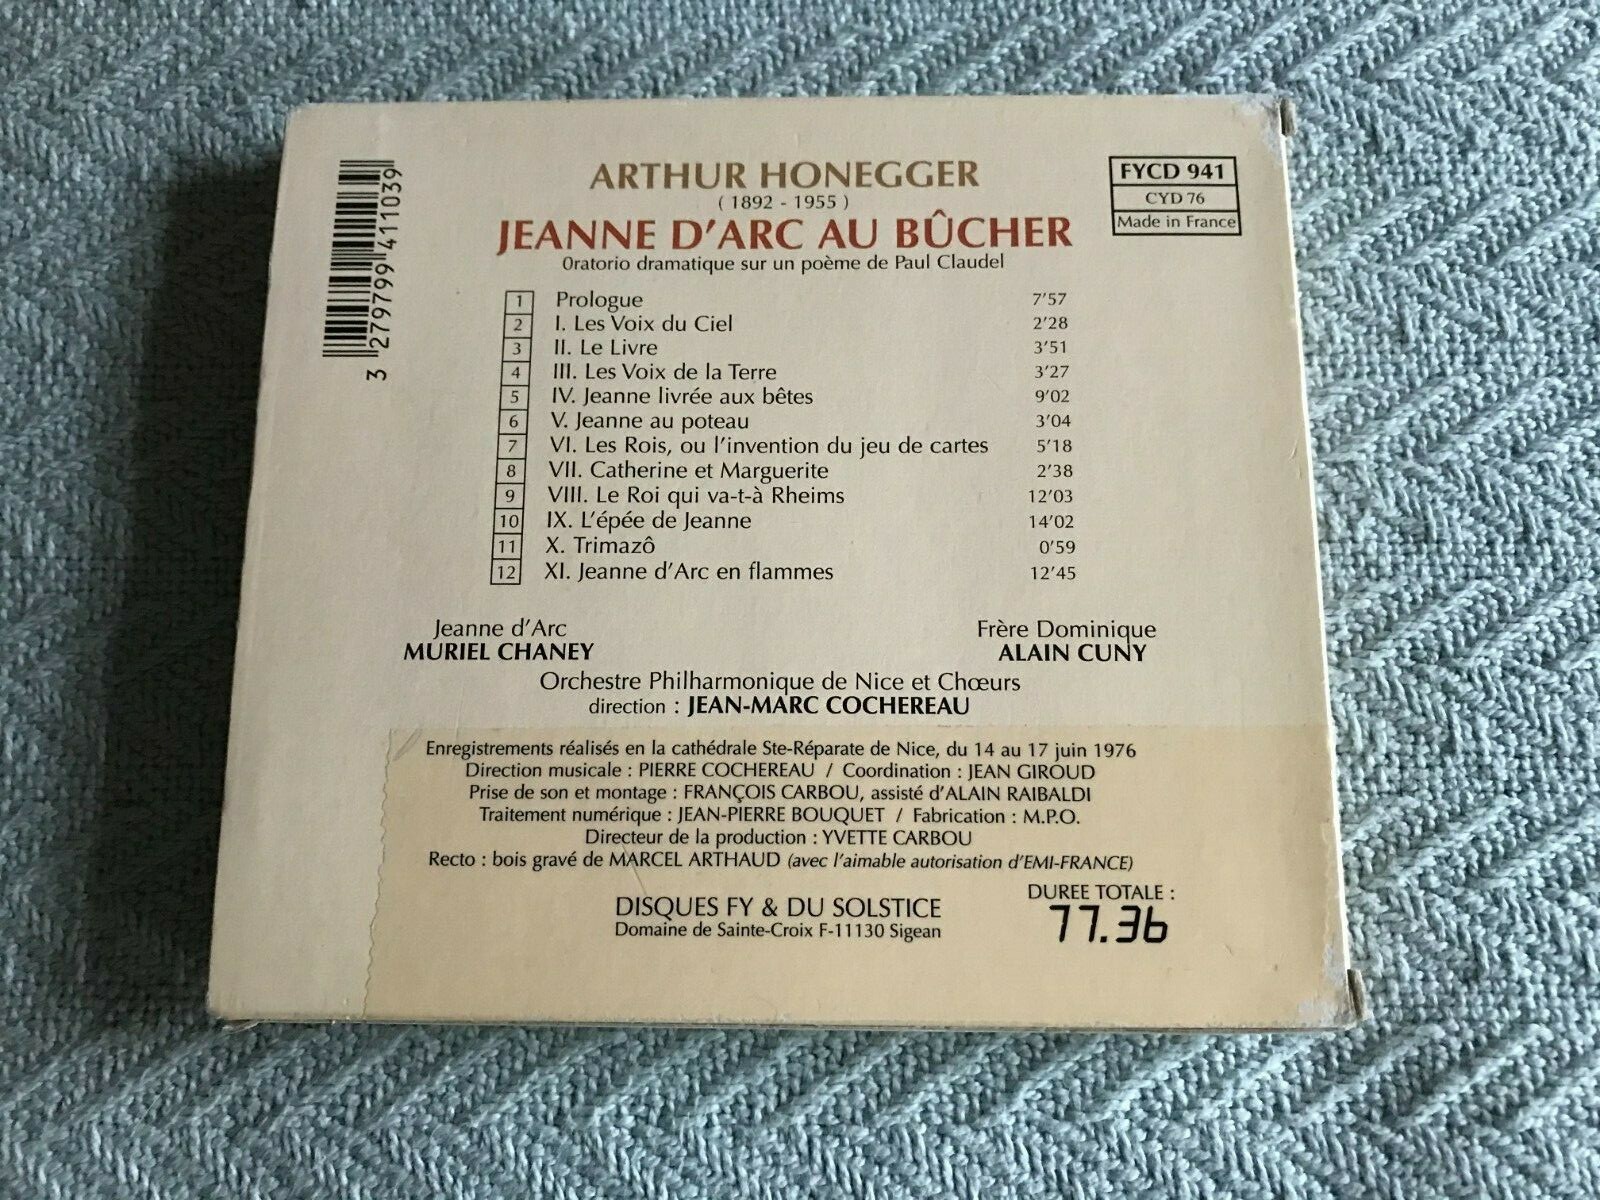 ARTHUR HONEGGER
( 1892 - 1955 )
JEANNE D'ARC AU BÛCHER
Oratorio dramatique sur un poème de Paul Claudel
FYCD 941
CYD 76
Made in France
3 279799 411039
1 Prologue 7'57
2 I. Les Voix du Ciel 2'28
3 II. Le Livre 3'51
4 III. Les Voix de la Terre 3'27
5 IV. Jeanne livrée aux bêtes 9'02
6 V. Jeanne au poteau 3'04
7 VI. Les Rois, ou l'invention du jeu de cartes 5'18
8 VII. Catherine et Marguerite 2'38
9 VIII. Le Roi qui va-t-à Rheims 12'03
10 IX. L'épée de Jeanne 14'02
11 X. Trimazô 0'59
12 XI. Jeanne d'Arc en flammes 12'45
Jeanne d'Arc
MURIEL CHANEY
Frère Dominique
ALAIN CUNY
Orchestre Philharmonique de Nice et Chœurs
direction : JEAN-MARC COCHEREAU
Enregistrements réalisés en la cathédrale Ste-Réparate de Nice, du 14 au 17 juin 1976
Direction musicale : PIERRE COCHEREAU / Coordination : JEAN GIROUD
Prise de son et montage : FRANÇOIS CARBOU, assisté d'ALAIN RAIBALDI
Traitement numérique : JEAN-PIERRE BOUQUET / Fabrication : M.P.O.
Directeur de la production : YVETTE CARBOU
Recto : bois gravé de MARCEL ARTHAUD (avec l'aimable autorisation d'EMI-FRANCE)
DISQUES FY & DU SOLSTICE
Domaine de Sainte-Croix F-11130 Sigean
DUREE TOTALE :
77.36